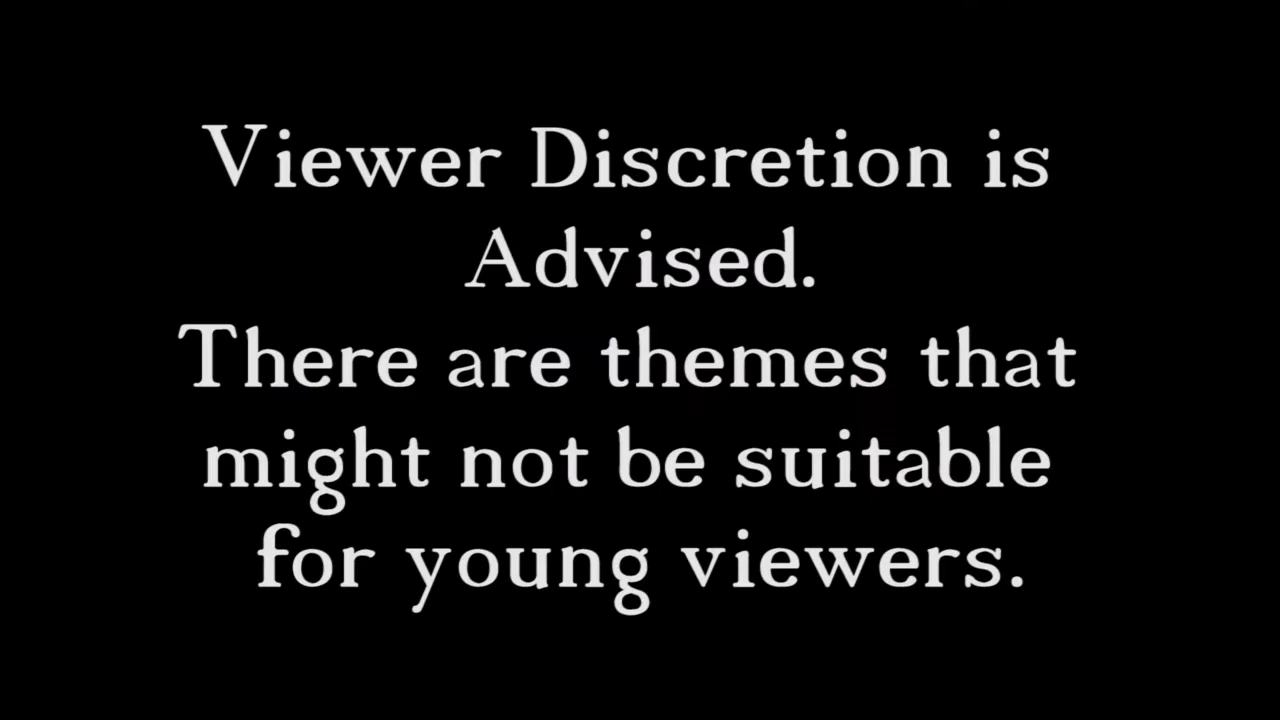 Viewer Discretion is
Advised.
There are themes that
might not be suitable
for young viewers.